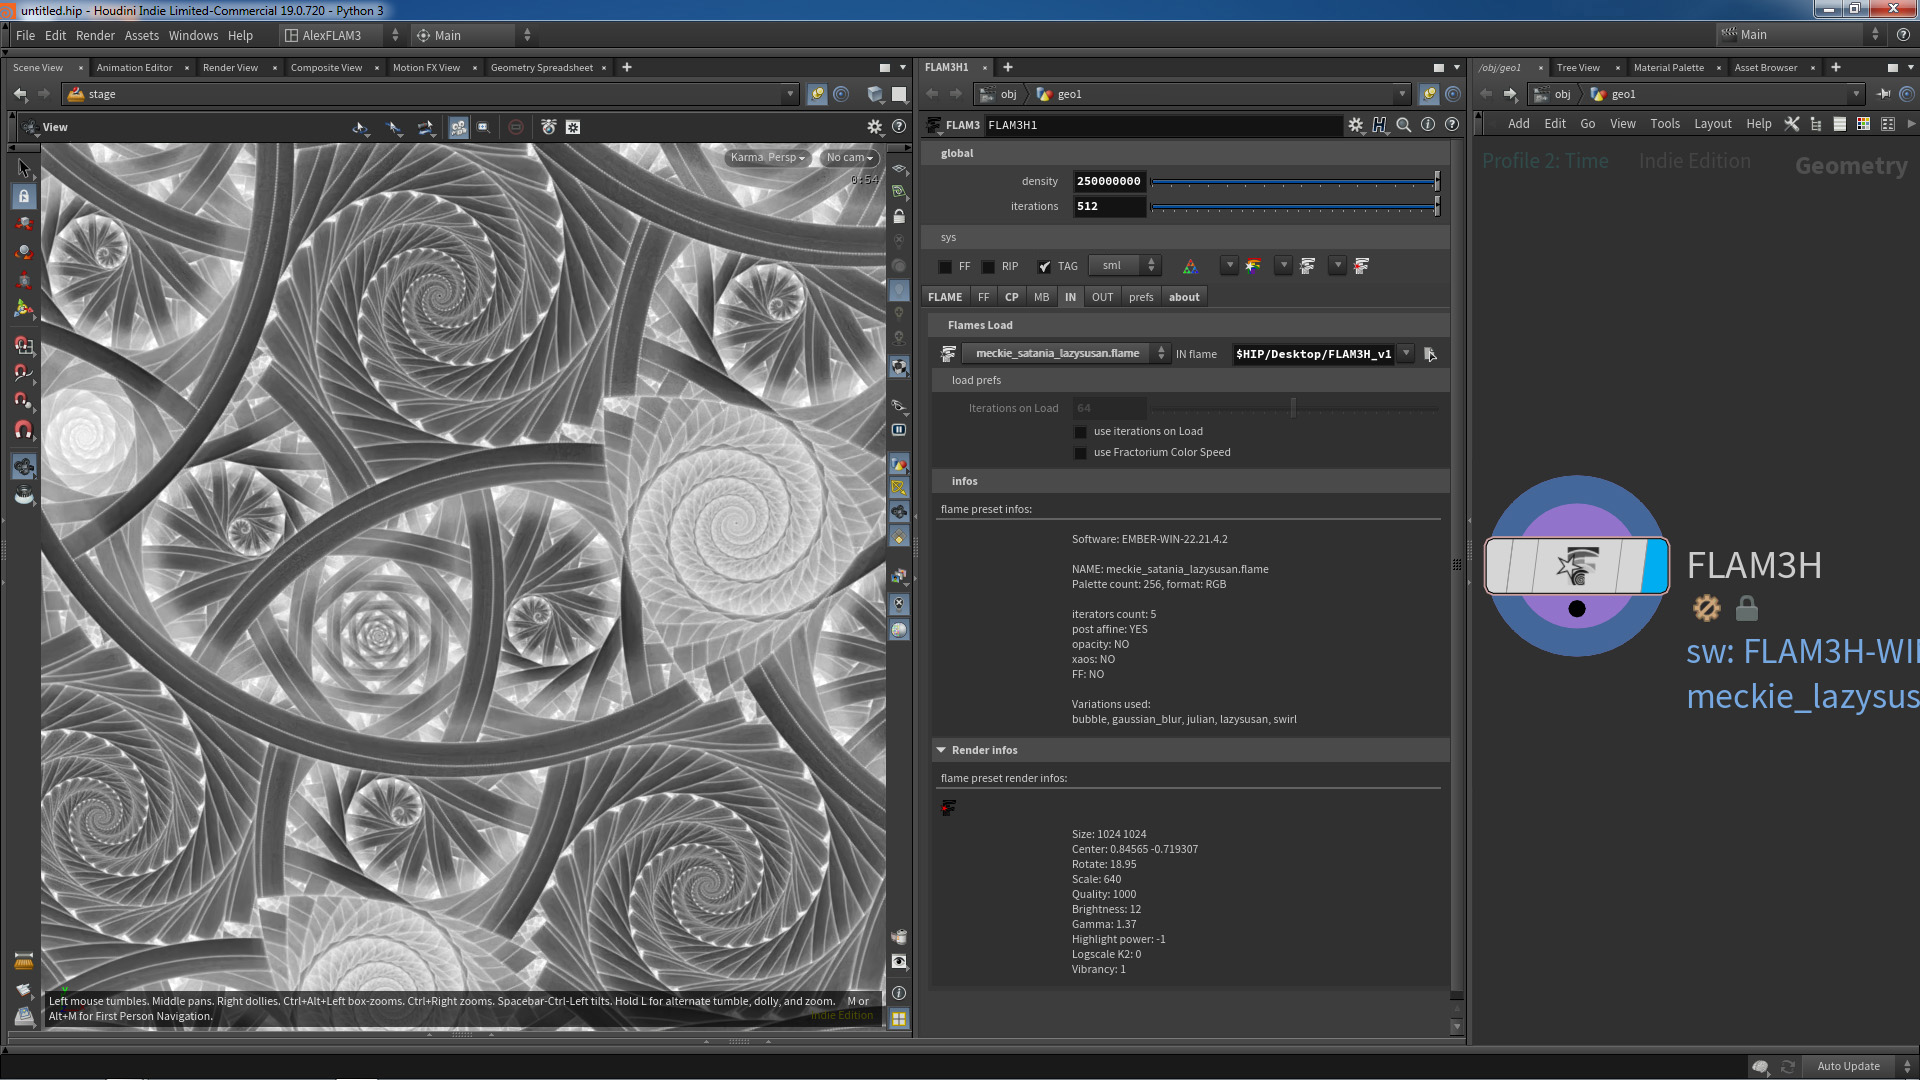 untitled.hip - Houdini Indie Limited-Commercial 19.0.720 - Python 3
File Edit Render Assets Windows Help AlexFLAM3 Main Main
Scene View Animation Editor Render View Composite View Motion FX View Geometry Spreadsheet
stage
View
Karma Persp No cam
0:54
Left mouse tumbles. Middle pans. Right dollies. Ctrl+Alt+Left box-zooms. Ctrl+Right zooms. Spacebar-Ctrl-Left tilts. Hold L for alternate tumble, dolly, and zoom. M or
Alt+M for First Person Navigation.
Indie Edition
FLAM3H1
obj geo1
FLAM3 FLAM3H1
global
density 250000000
iterations 512
sys
FF RIP TAG sml
FLAME FF CP MB IN OUT prefs about
Flames Load
meckie_satania_lazysusan.flame IN flame $HIP/Desktop/FLAM3H_v1
load prefs
Iterations on Load 64
use iterations on Load
use Fractorium Color Speed
infos
flame preset infos:
Software: EMBER-WIN-22.21.4.2
NAME: meckie_satania_lazysusan.flame
Palette count: 256, format: RGB
iterators count: 5
post affine: YES
opacity: NO
xaos: NO
FF: NO
Variations used:
bubble, gaussian_blur, julian, lazysusan, swirl
Render infos
flame preset render infos:
Size: 1024 1024
Center: 0.84565 -0.719307
Rotate: 18.95
Scale: 640
Quality: 1000
Brightness: 12
Gamma: 1.37
Highlight power: -1
Logscale K2: 0
Vibrancy: 1
/obj/geo1 Tree View Material Palette Asset Browser
obj geo1
Add Edit Go View Tools Layout Help
Profile 2: Time Indie Edition Geometry
FLAM3H
sw: FLAM3H-WI
meckie_lazysus
Auto Update